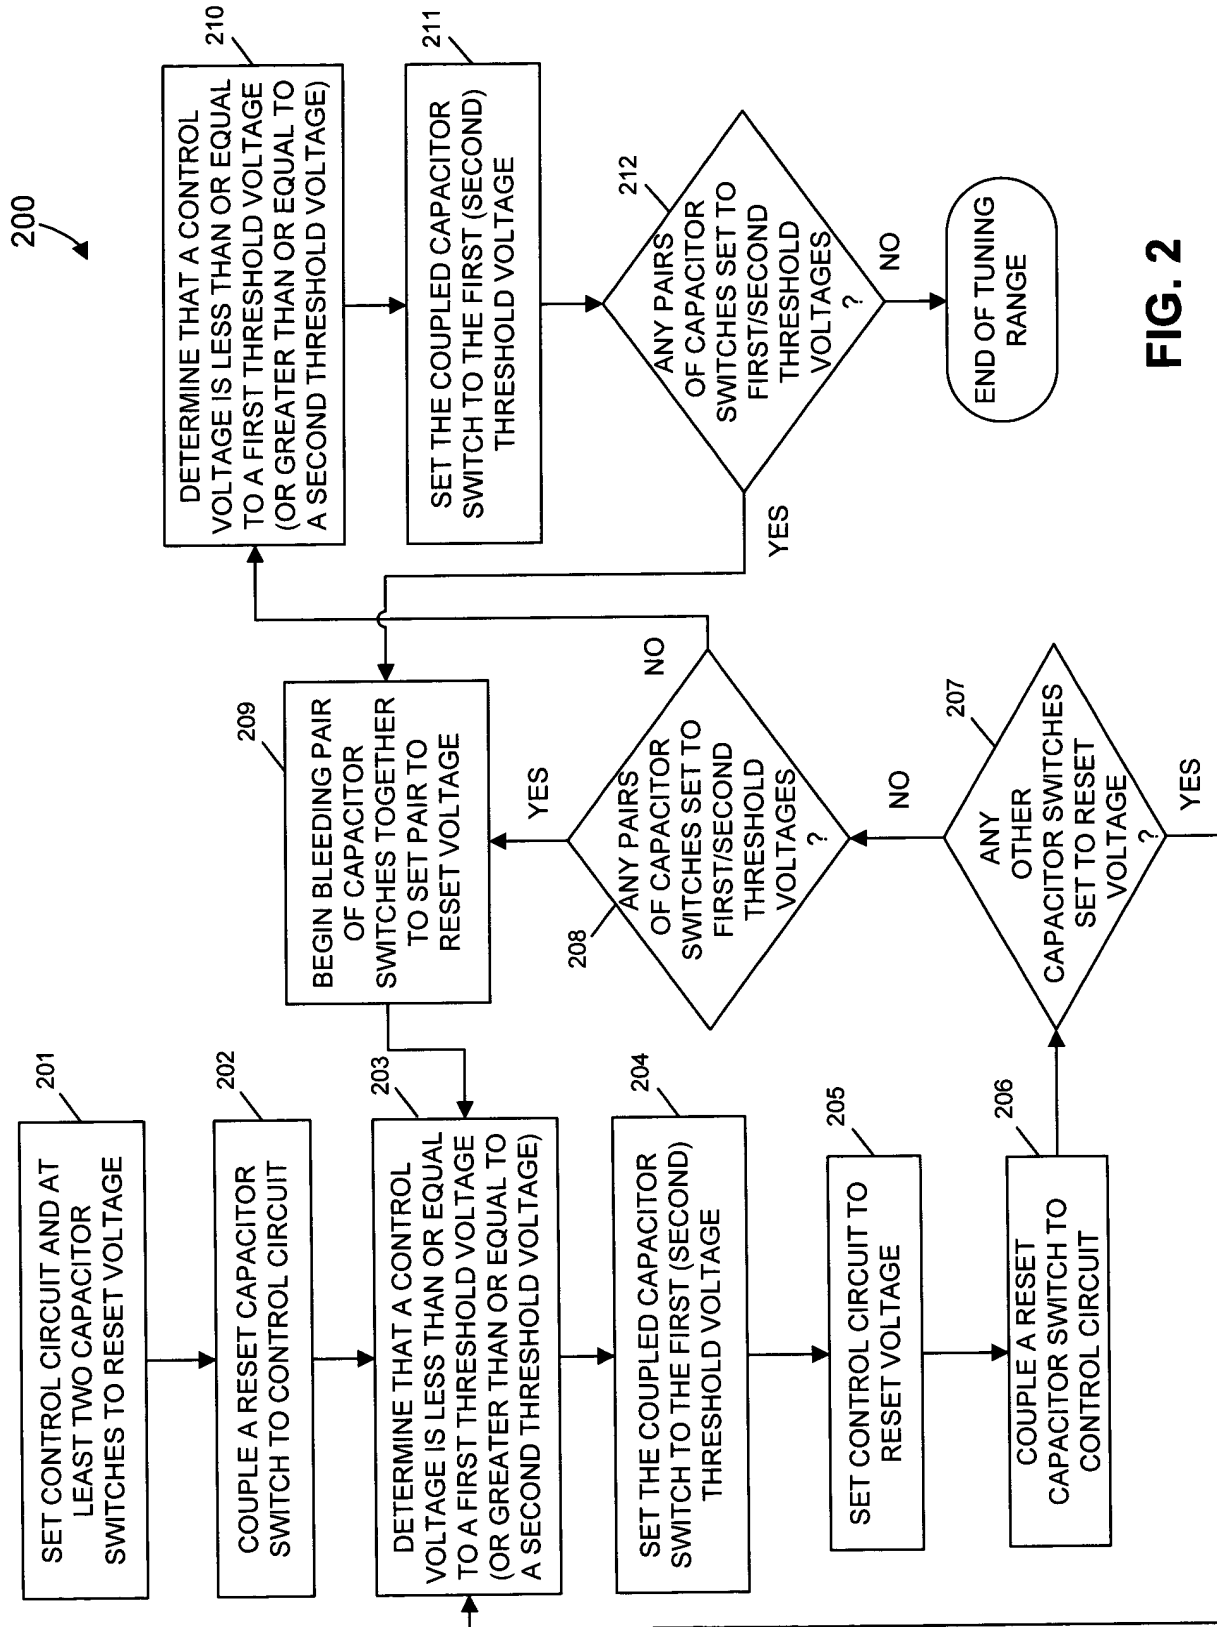 200
201
SET CONTROL CIRCUIT AND AT
LEAST TWO CAPACITOR
SWITCHES TO RESET VOLTAGE
202
COUPLE A RESET CAPACITOR
SWITCH TO CONTROL CIRCUIT
203
DETERMINE THAT A CONTROL
VOLTAGE IS LESS THAN OR EQUAL
TO A FIRST THRESHOLD VOLTAGE
(OR GREATER THAN OR EQUAL TO
A SECOND THRESHOLD VOLTAGE)
204
SET THE COUPLED CAPACITOR
SWITCH TO THE FIRST (SECOND)
THRESHOLD VOLTAGE
205
SET CONTROL CIRCUIT TO
RESET VOLTAGE
206
COUPLE A RESET
CAPACITOR SWITCH TO
CONTROL CIRCUIT
207
ANY
OTHER
CAPACITOR SWITCHES
SET TO RESET
VOLTAGE
?
YES
NO
208
ANY PAIRS
OF CAPACITOR
SWITCHES SET TO
FIRST/SECOND
THRESHOLD
VOLTAGES
?
YES
NO
209
BEGIN BLEEDING PAIR
OF CAPACITOR
SWITCHES TOGETHER
TO SET PAIR TO
RESET VOLTAGE
210
DETERMINE THAT A CONTROL
VOLTAGE IS LESS THAN OR EQUAL
TO A FIRST THRESHOLD VOLTAGE
(OR GREATER THAN OR EQUAL TO
A SECOND THRESHOLD VOLTAGE)
211
SET THE COUPLED CAPACITOR
SWITCH TO THE FIRST (SECOND)
THRESHOLD VOLTAGE
212
ANY PAIRS
OF CAPACITOR
SWITCHES SET TO
FIRST/SECOND
THRESHOLD
VOLTAGES
?
YES
NO
END OF TUNING
RANGE
FIG. 2